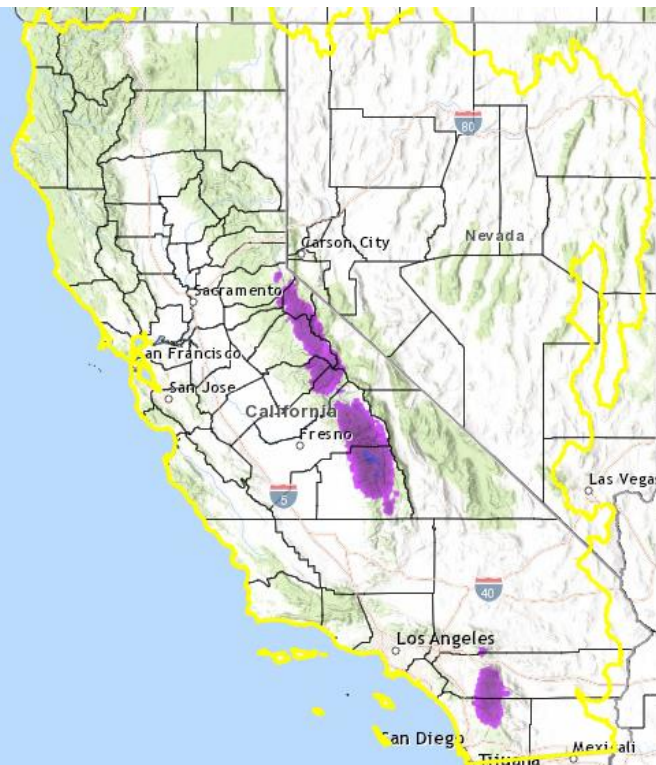 80
Nevada
Carson City
Sacramento
an Francisco
San Jose
California
Fresno
5
Las Vegas
40
Los Angeles
San Diego
Mexicali
Tijuana